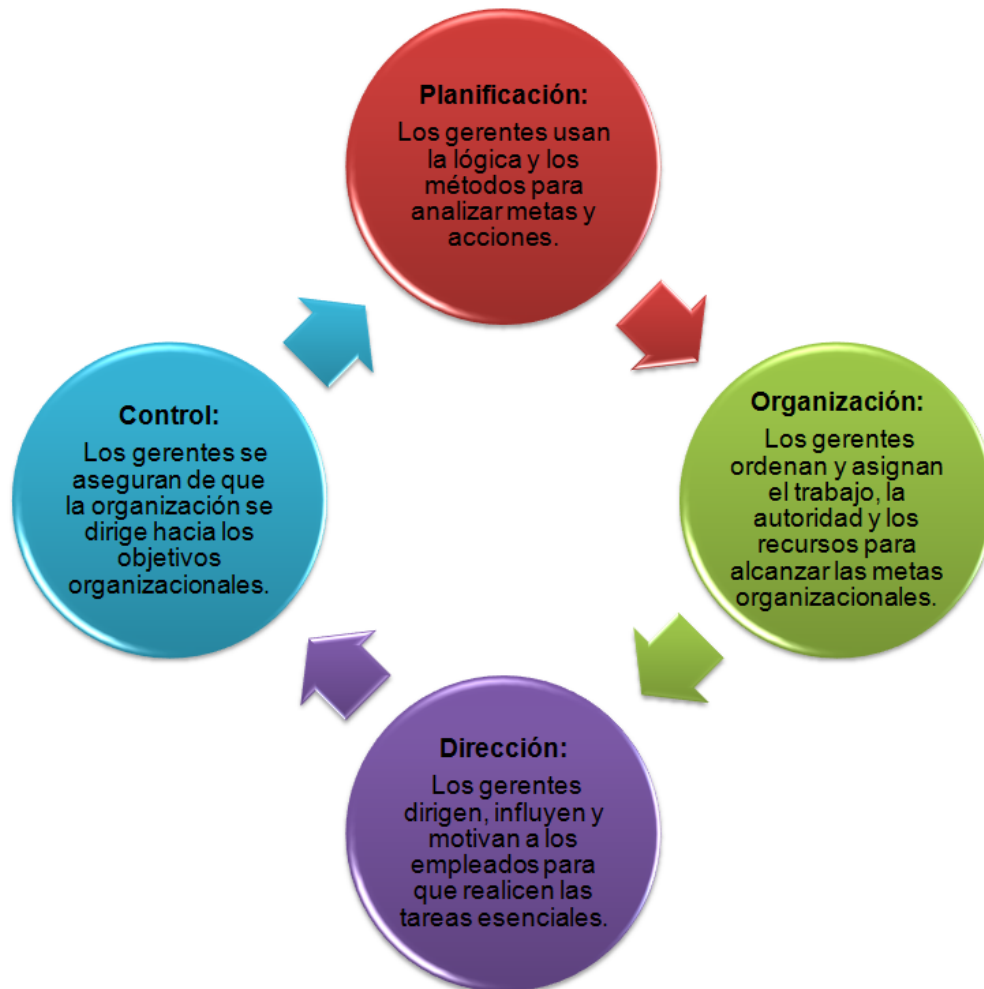 Planificación:
Los gerentes usan
la lógica y los
métodos para
analizar metas y
acciones.
Organización:
Los gerentes
ordenan y asignan
el trabajo, la
autoridad y los
recursos para
alcanzar las metas
organizacionales.
Dirección:
Los gerentes
dirigen, influyen y
motivan a los
empleados para
que realicen las
tareas esenciales.
Control:
Los gerentes se
aseguran de que
la organización se
dirige hacia los
objetivos
organizacionales.